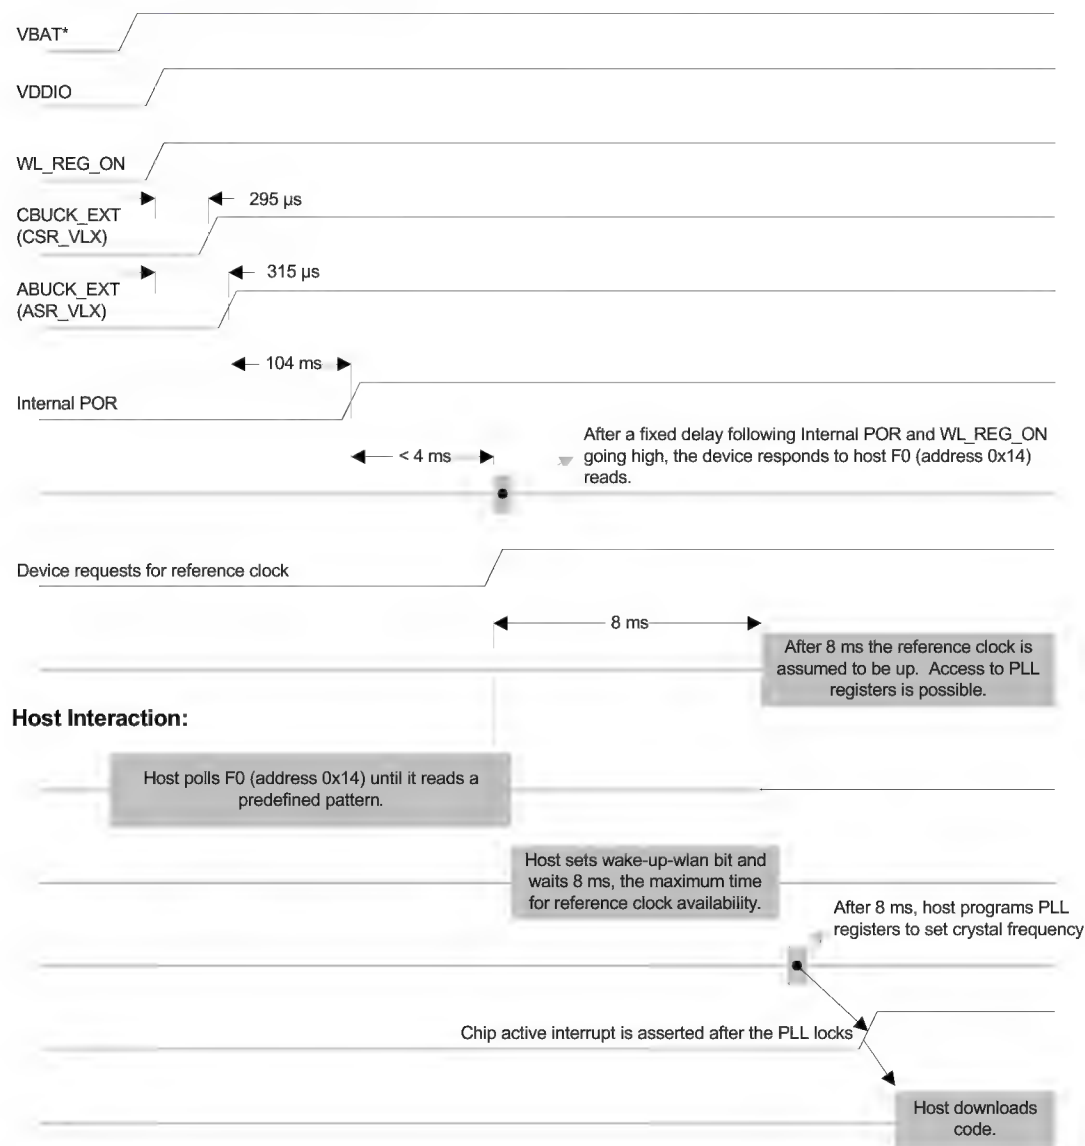 VBAT*
VDDIO
WL_REG_ON
295 µs
CBUCK_EXT
(CSR_VLX)
315 µs
ABUCK_EXT
(ASR_VLX)
104 ms
Internal POR
After a fixed delay following Internal POR and WL_REG_ON
going high, the device responds to host F0 (address 0x14)
reads.
< 4 ms
Device requests for reference clock
8 ms
After 8 ms the reference clock is
assumed to be up. Access to PLL
registers is possible.
Host Interaction:
Host polls F0 (address 0x14) until it reads a
predefined pattern.
Host sets wake-up-wlan bit and
waits 8 ms, the maximum time
for reference clock availability.
After 8 ms, host programs PLL
registers to set crystal frequency
Chip active interrupt is asserted after the PLL locks
Host downloads
code.